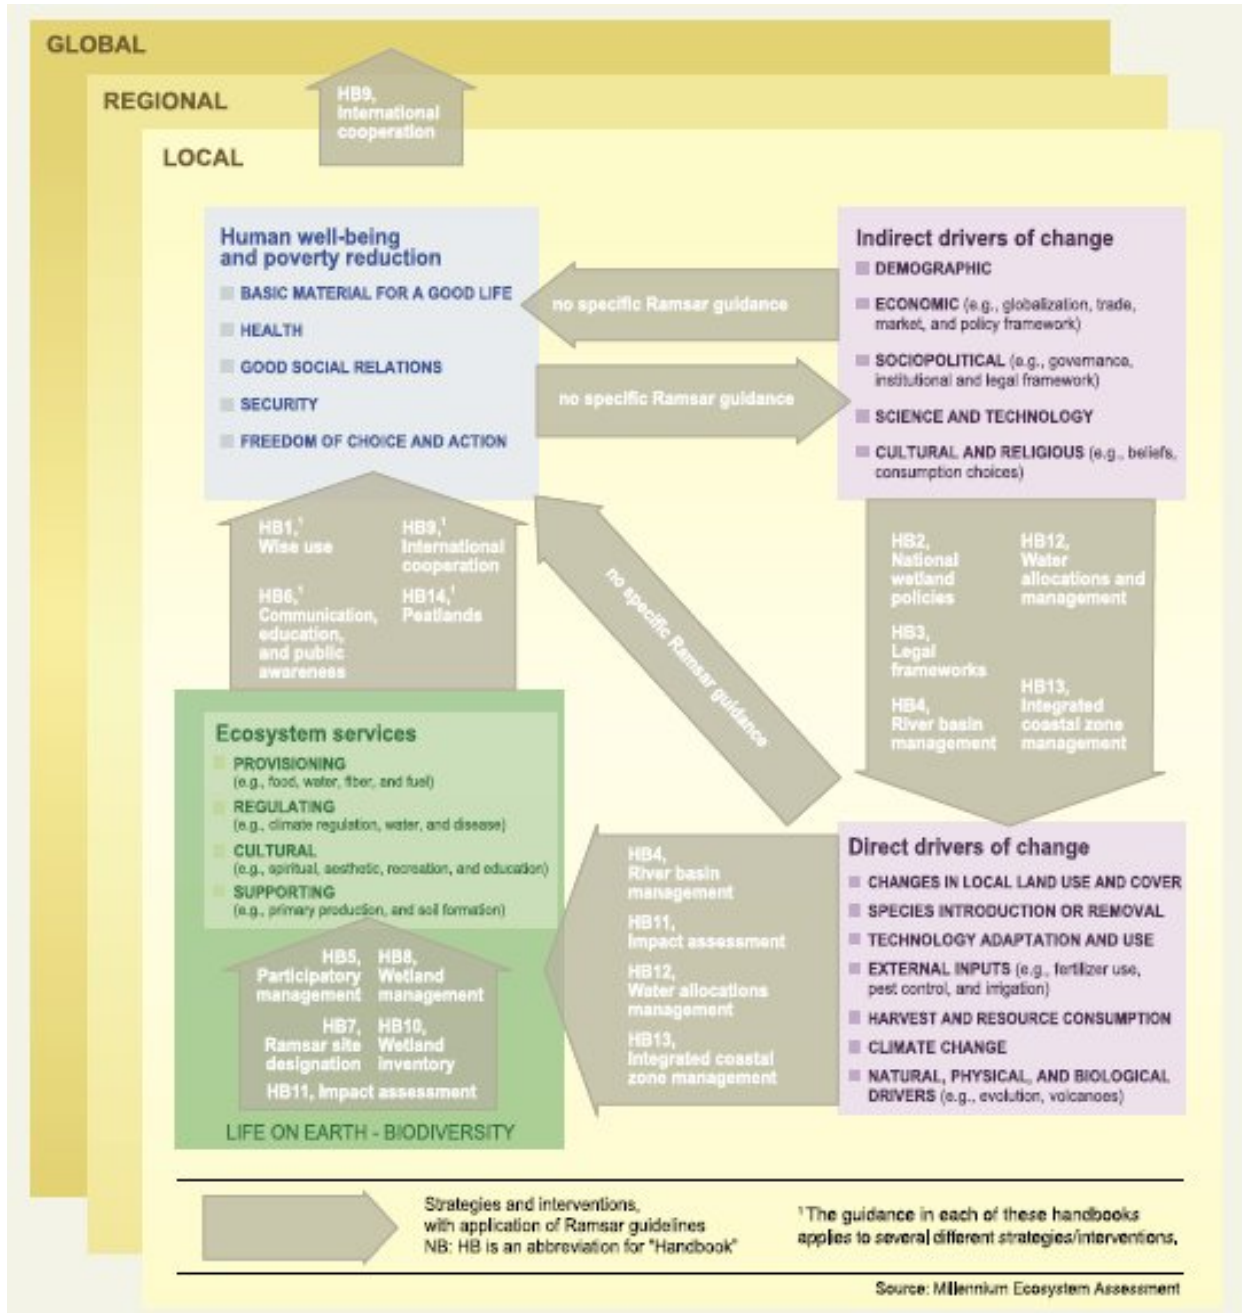 GLOBAL
REGIONAL
LOCAL
HB9,
International
cooperation
Human well-being
and poverty reduction
BASIC MATERIAL FOR A GOOD LIFE
HEALTH
GOOD SOCIAL RELATIONS
SECURITY
FREEDOM OF CHOICE AND ACTION
no specific Ramsar guidance
no specific Ramsar guidance
Indirect drivers of change
DEMOGRAPHIC
ECONOMIC (e.g., globalization, trade,
market, and policy framework)
SOCIOPOLITICAL (e.g., governance,
institutional and legal framework)
SCIENCE AND TECHNOLOGY
CULTURAL AND RELIGIOUS (e.g., beliefs,
consumption choices)
HB1,¹
Wise use
HB6,¹
Communication,
education,
and public
awareness
HB9,¹
International
cooperation
HB14,¹
Peatlands
no specific Ramsar guidance
HB2,
National
wetland
policies
HB3,
Legal
frameworks
HB4,
River basin
management
HB12,
Water
allocations and
management
HB13,
Integrated
coastal zone
management
Ecosystem services
PROVISIONING
(e.g., food, water, fiber, and fuel)
REGULATING
(e.g., climate regulation, water, and disease)
CULTURAL
(e.g., spiritual, aesthetic, recreation, and education)
SUPPORTING
(e.g., primary production, and soil formation)
HB5,
Participatory
management
HB8,
Wetland
management
HB7,
Ramsar site
designation
HB10,
Wetland
inventory
HB11, Impact assessment
LIFE ON EARTH - BIODIVERSITY
HB4,
River basin
management
HB11,
Impact assessment
HB12,
Water allocations
management
HB13,
Integrated coastal
zone management
Direct drivers of change
CHANGES IN LOCAL LAND USE AND COVER
SPECIES INTRODUCTION OR REMOVAL
TECHNOLOGY ADAPTATION AND USE
EXTERNAL INPUTS (e.g., fertilizer use,
pest control, and irrigation)
HARVEST AND RESOURCE CONSUMPTION
CLIMATE CHANGE
NATURAL, PHYSICAL, AND BIOLOGICAL
DRIVERS (e.g., evolution, volcanoes)
Strategies and interventions,
with application of Ramsar guidelines
NB: HB is an abbreviation for "Handbook"
¹ The guidance in each of these handbooks
applies to several different strategies/interventions.
Source: Millennium Ecosystem Assessment